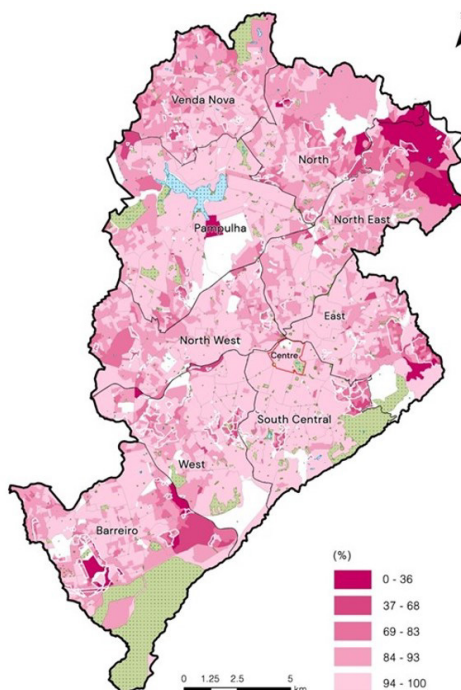 Venda Nova
North
North East
Pampulha
East
North West
Centre
South Central
West
Barreiro
(%)
0 - 36
37 - 68
69 - 83
84 - 93
94 - 100
0 1.25 2.5 5
km